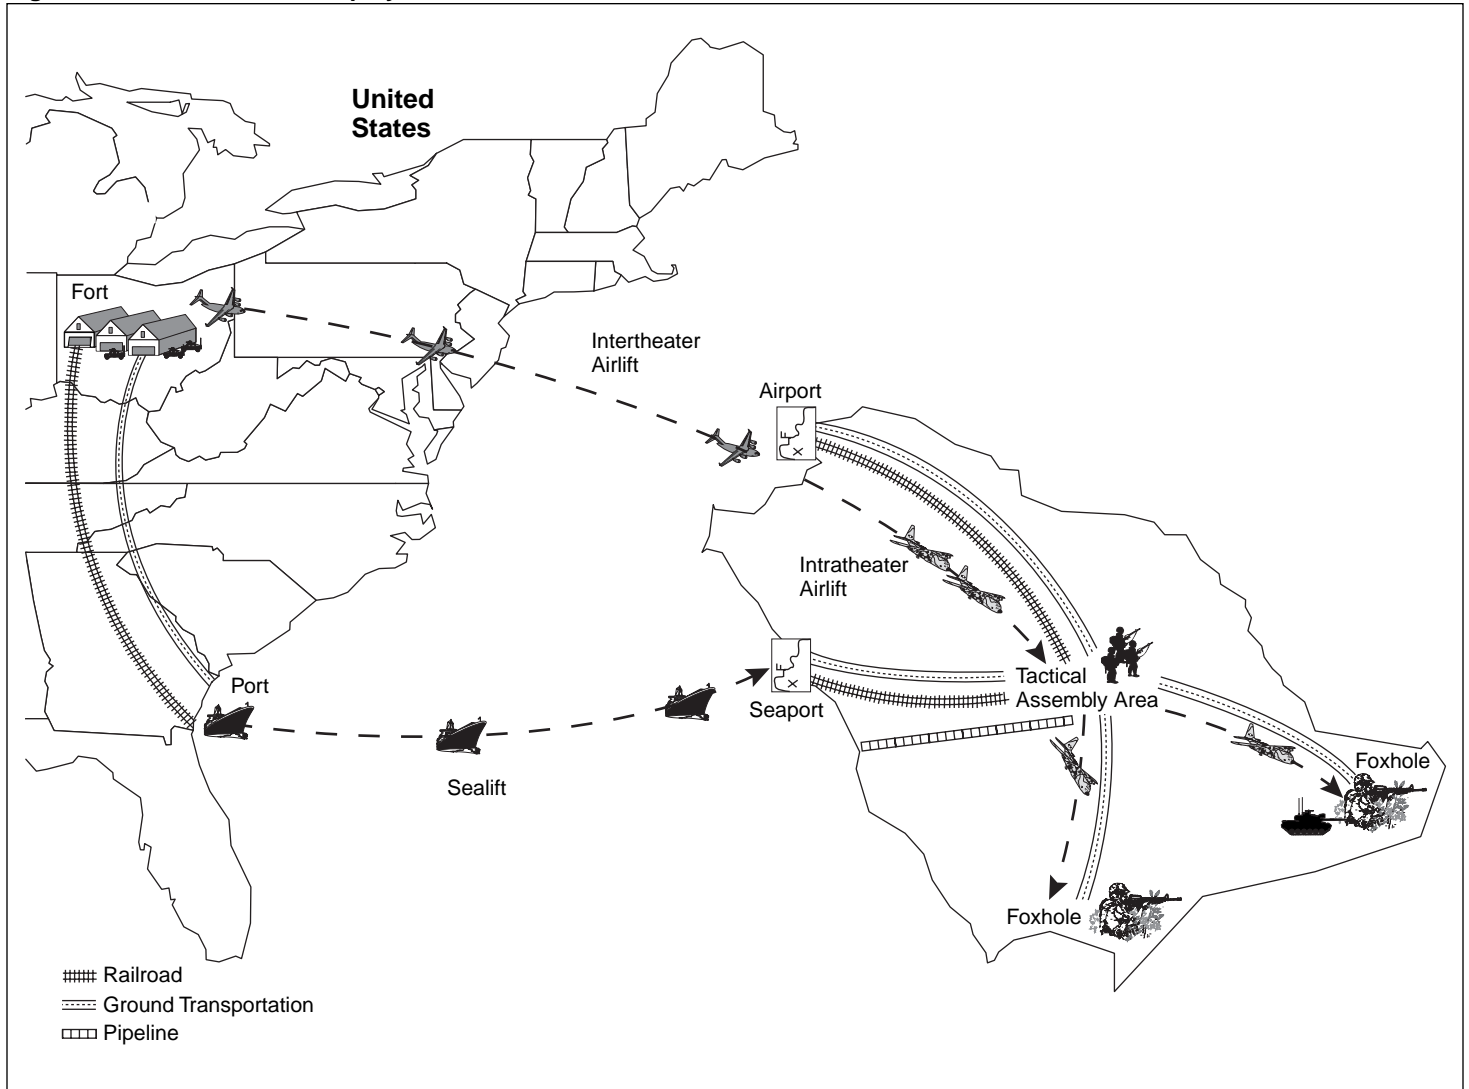 United
States
Fort
Intertheater
Airlift
Airport
Intratheater
Airlift
Tactical
Assembly Area
Port
Seaport
Foxhole
Sealift
Foxhole
Railroad
Ground Transportation
Pipeline